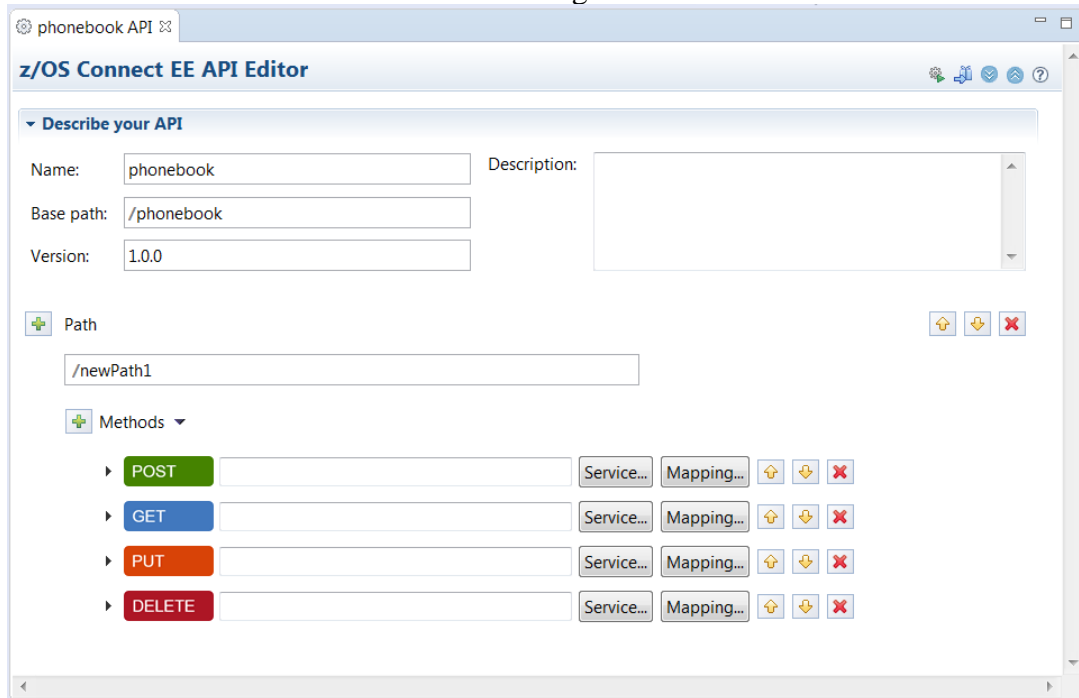 phonebook API
z/OS Connect EE API Editor
Describe your API
Name: phonebook Description:
Base path: /phonebook
Version: 1.0.0
Path
/newPath1
Methods
POST Service... Mapping...
GET Service... Mapping...
PUT Service... Mapping...
DELETE Service... Mapping...